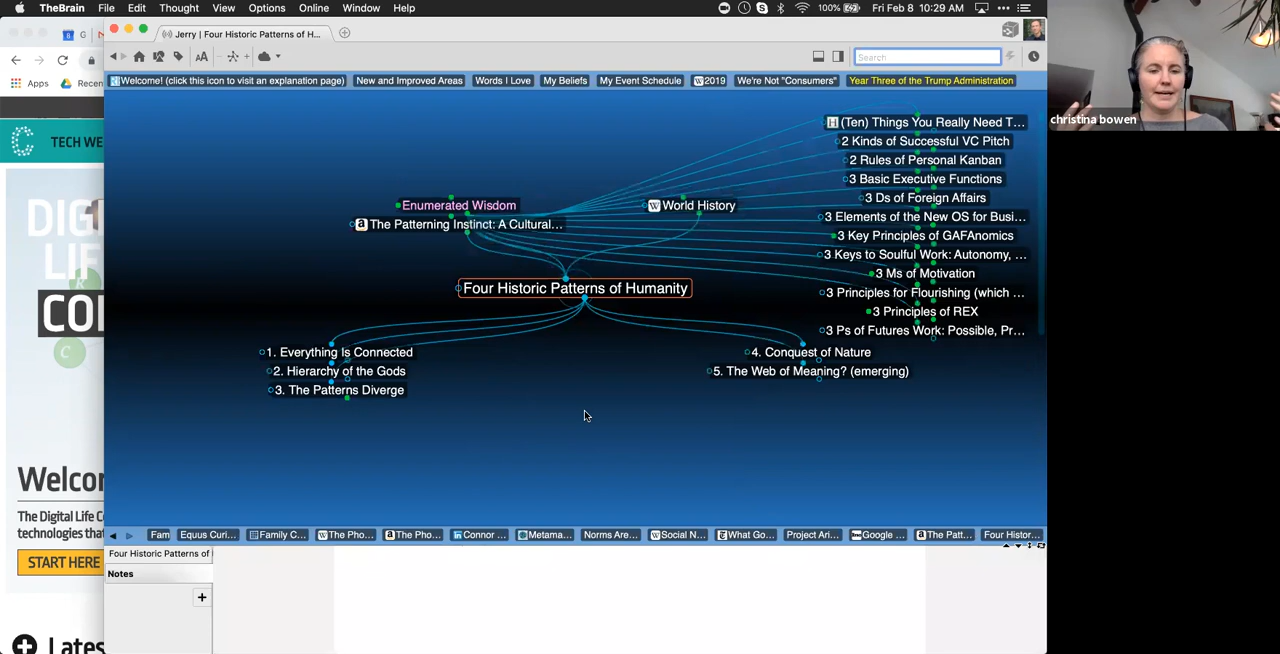 TheBrain File Edit Thought View Options Online Window Help 100% Fri Feb 8 10:29 AM
Jerry | Four Historic Patterns of H...
G
AA
Search
Apps
Recen
Welcome! (click this icon to visit an explanation page) New and Improved Areas Words I Love My Beliefs My Event Schedule W 2019 We're Not "Consumers" Year Three of the Trump Administration
christina bowen
TECH WE
H (Ten) Things You Really Need T...
2 Kinds of Successful VC Pitch
2 Rules of Personal Kanban
3 Basic Executive Functions
3 Ds of Foreign Affairs
3 Elements of the New OS for Busi...
3 Key Principles of GAFAnomics
3 Keys to Soulful Work: Autonomy, ...
3 Ms of Motivation
3 Principles for Flourishing (which ...
3 Principles of REX
3 Ps of Futures Work: Possible, Pr...
Enumerated Wisdom
W World History
a The Patterning Instinct: A Cultural...
Four Historic Patterns of Humanity
1. Everything Is Connected
2. Hierarchy of the Gods
3. The Patterns Diverge
4. Conquest of Nature
5. The Web of Meaning? (emerging)
DIG
LIF
CO
C
Welcom
The Digital Life C
technologies that
START HERE
Lates
Fam Equus Curi... Family C... W The Pho... a The Pho... in Connor ... Metama... Norms Are... W Social N... What Go... Project Ari... Google ... a The Patt... Four Histor...
Four Historic Patterns of
Notes
+